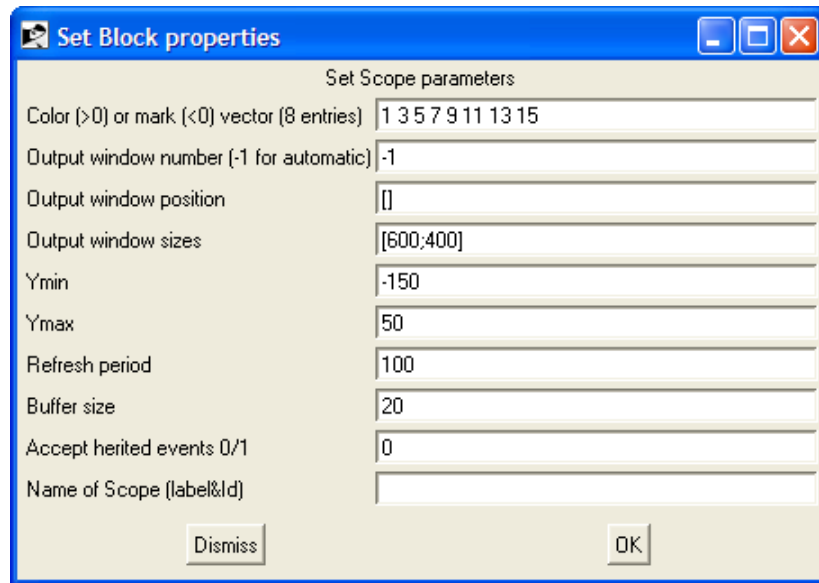 Set Block properties
Set Scope parameters
Color (>0) or mark (<0) vector (8 entries) 1 3 5 7 9 11 13 15
Output window number (-1 for automatic) -1
Output window position []
Output window sizes [600;400]
Ymin -150
Ymax 50
Refresh period 100
Buffer size 20
Accept herited events 0/1 0
Name of Scope (label&Id)
Dismiss OK